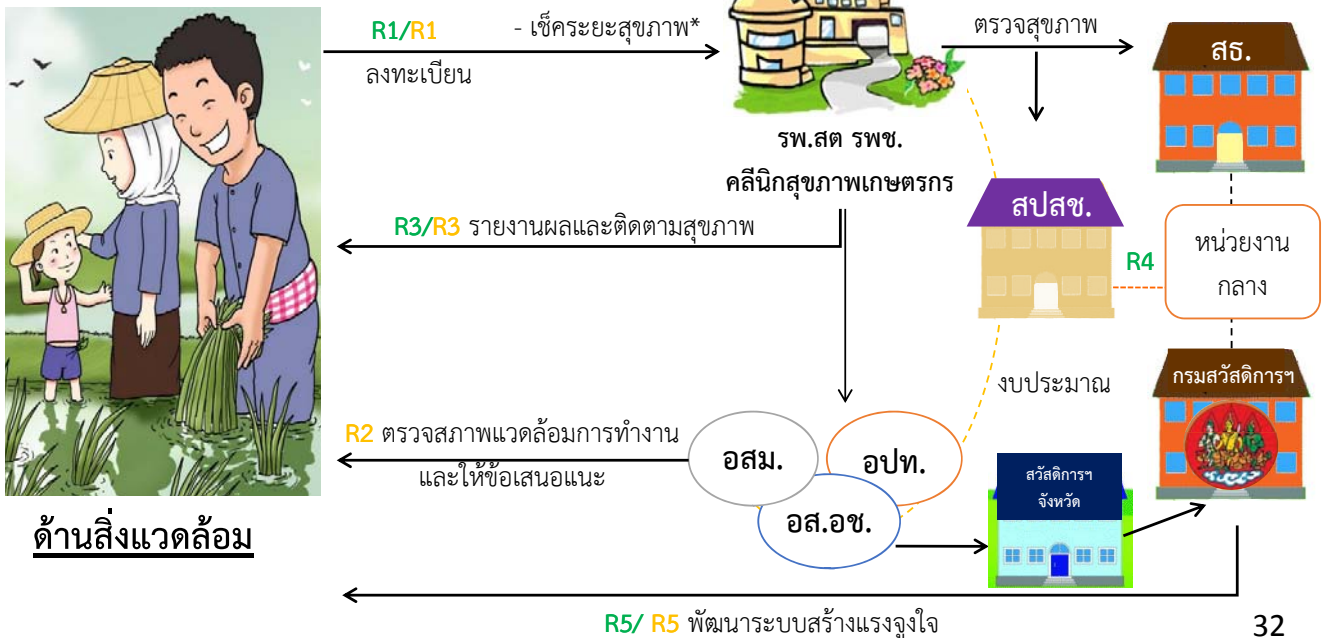 R1/R1 - เช็คระยะสุขภาพ*
ลงทะเบียน
ตรวจสุขภาพ
สธ.
รพ.สต รพช.
คลีนิกสุขภาพเกษตรกร
สปสช.
R4
หน่วยงาน
กลาง
R3/R3 รายงานผลและติดตามสุขภาพ
งบประมาณ
กรมสวัสดิการฯ
R2 ตรวจสภาพแวดล้อมการทำงาน
และให้ข้อเสนอแนะ
อสม.
อปท.
อส.อช.
สวัสดิการฯ
จังหวัด
ด้านสิ่งแวดล้อม
R5/ R5 พัฒนาระบบสร้างแรงจูงใจ
32